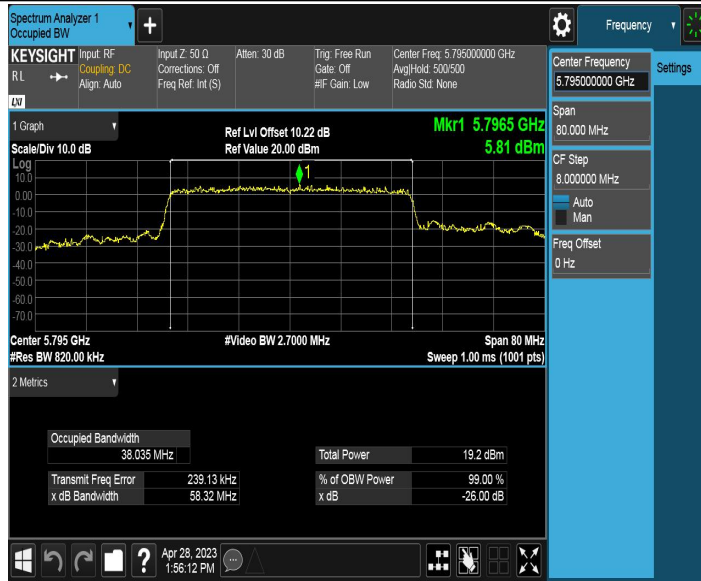 Spectrum Analyzer 1
Occupied BW
+
Frequency
KEYSIGHT
RL
LXI
Input: RF
Coupling: DC
Align: Auto
Input Z: 50 Ω
Corrections: Off
Freq Ref: Int (S)
Atten: 30 dB
Trig: Free Run
Gate: Off
#IF Gain: Low
Center Freq: 5.795000000 GHz
Avg|Hold: 500/500
Radio Std: None
Center Frequency
5.795000000 GHz
Settings
Span
80.000 MHz
CF Step
8.000000 MHz
Auto
Man
Freq Offset
0 Hz
1 Graph
Scale/Div 10.0 dB
Ref Lvl Offset 10.22 dB
Ref Value 20.00 dBm
Mkr1 5.7965 GHz
5.81 dBm
Log
10.0
0.00
-10.0
-20.0
-30.0
-40.0
-50.0
-60.0
-70.0
1
Center 5.795 GHz
#Res BW 820.00 kHz
#Video BW 2.7000 MHz
Span 80 MHz
Sweep 1.00 ms (1001 pts)
2 Metrics
Occupied Bandwidth
38.035 MHz
Total Power 19.2 dBm
Transmit Freq Error 239.13 kHz
% of OBW Power 99.00 %
x dB Bandwidth 58.32 MHz
x dB -26.00 dB
?
Apr 28, 2023
1:56:12 PM